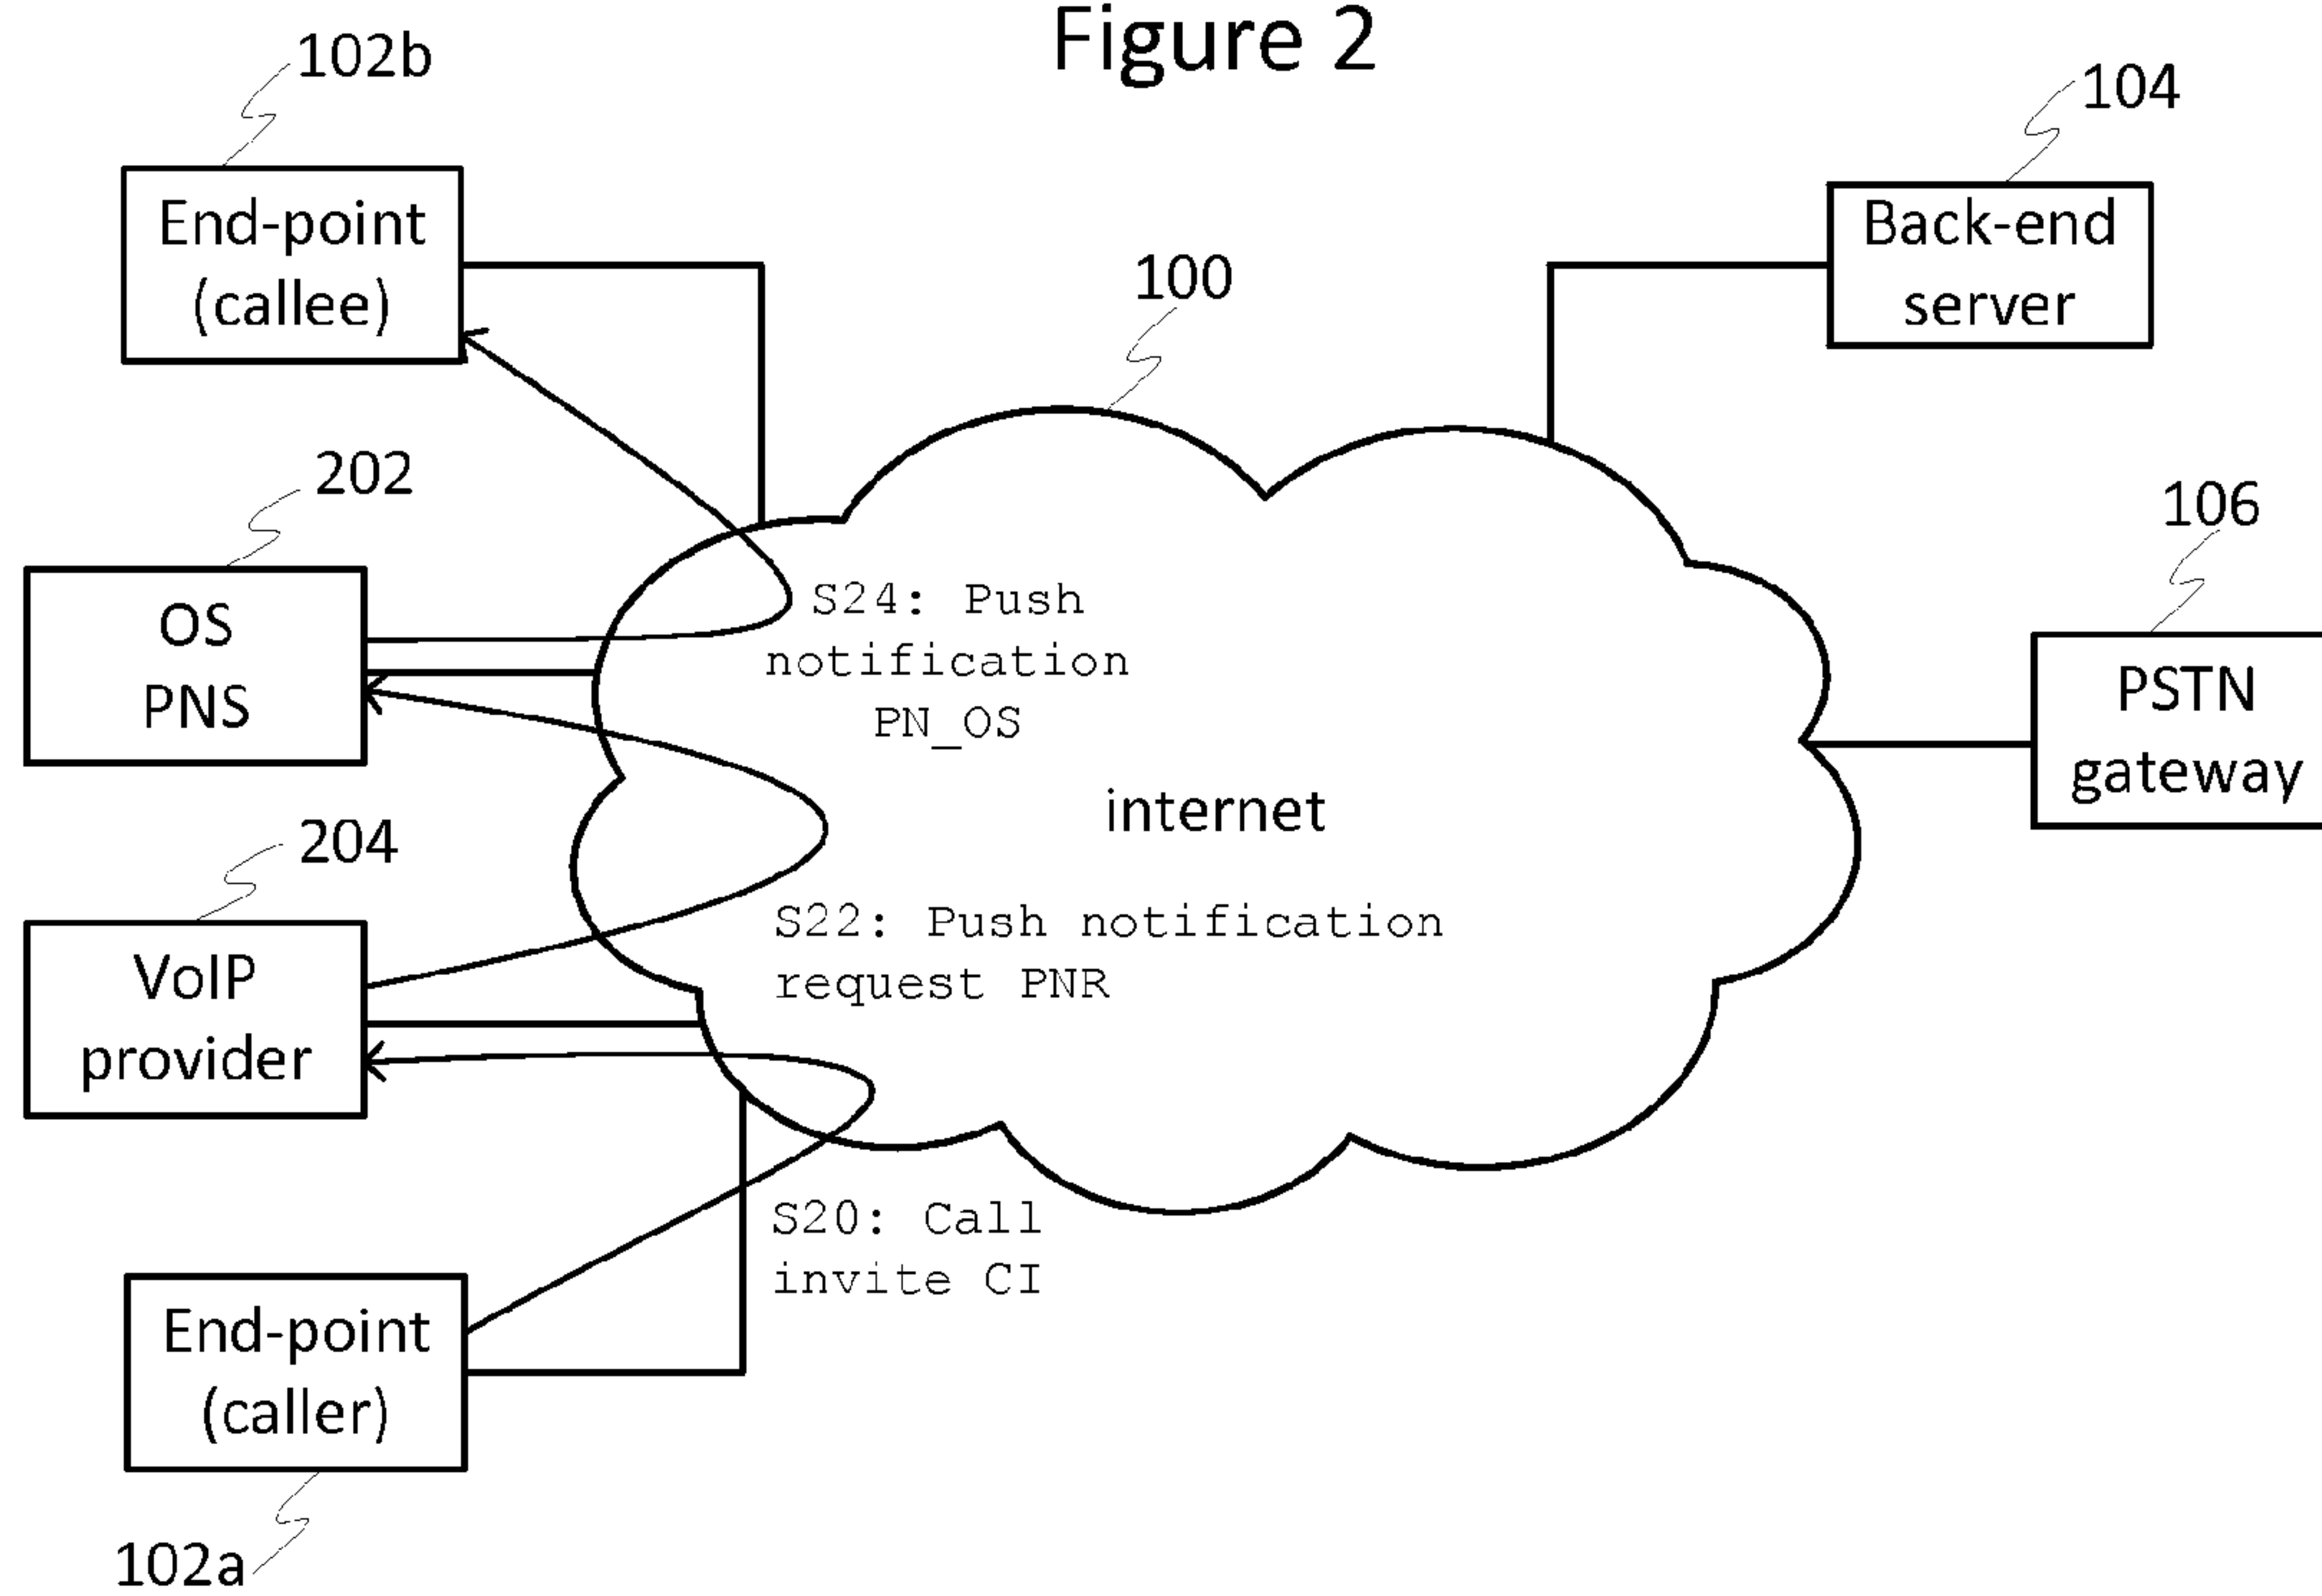 Figure 2
102b
104
End-point
(callee)
Back-end
server
100
202
106
OS
PNS
S24: Push
notification
PN_OS
PSTN
gateway
internet
204
VoIP
provider
S22: Push notification
request PNR
S20: Call
invite CI
End-point
(caller)
102a